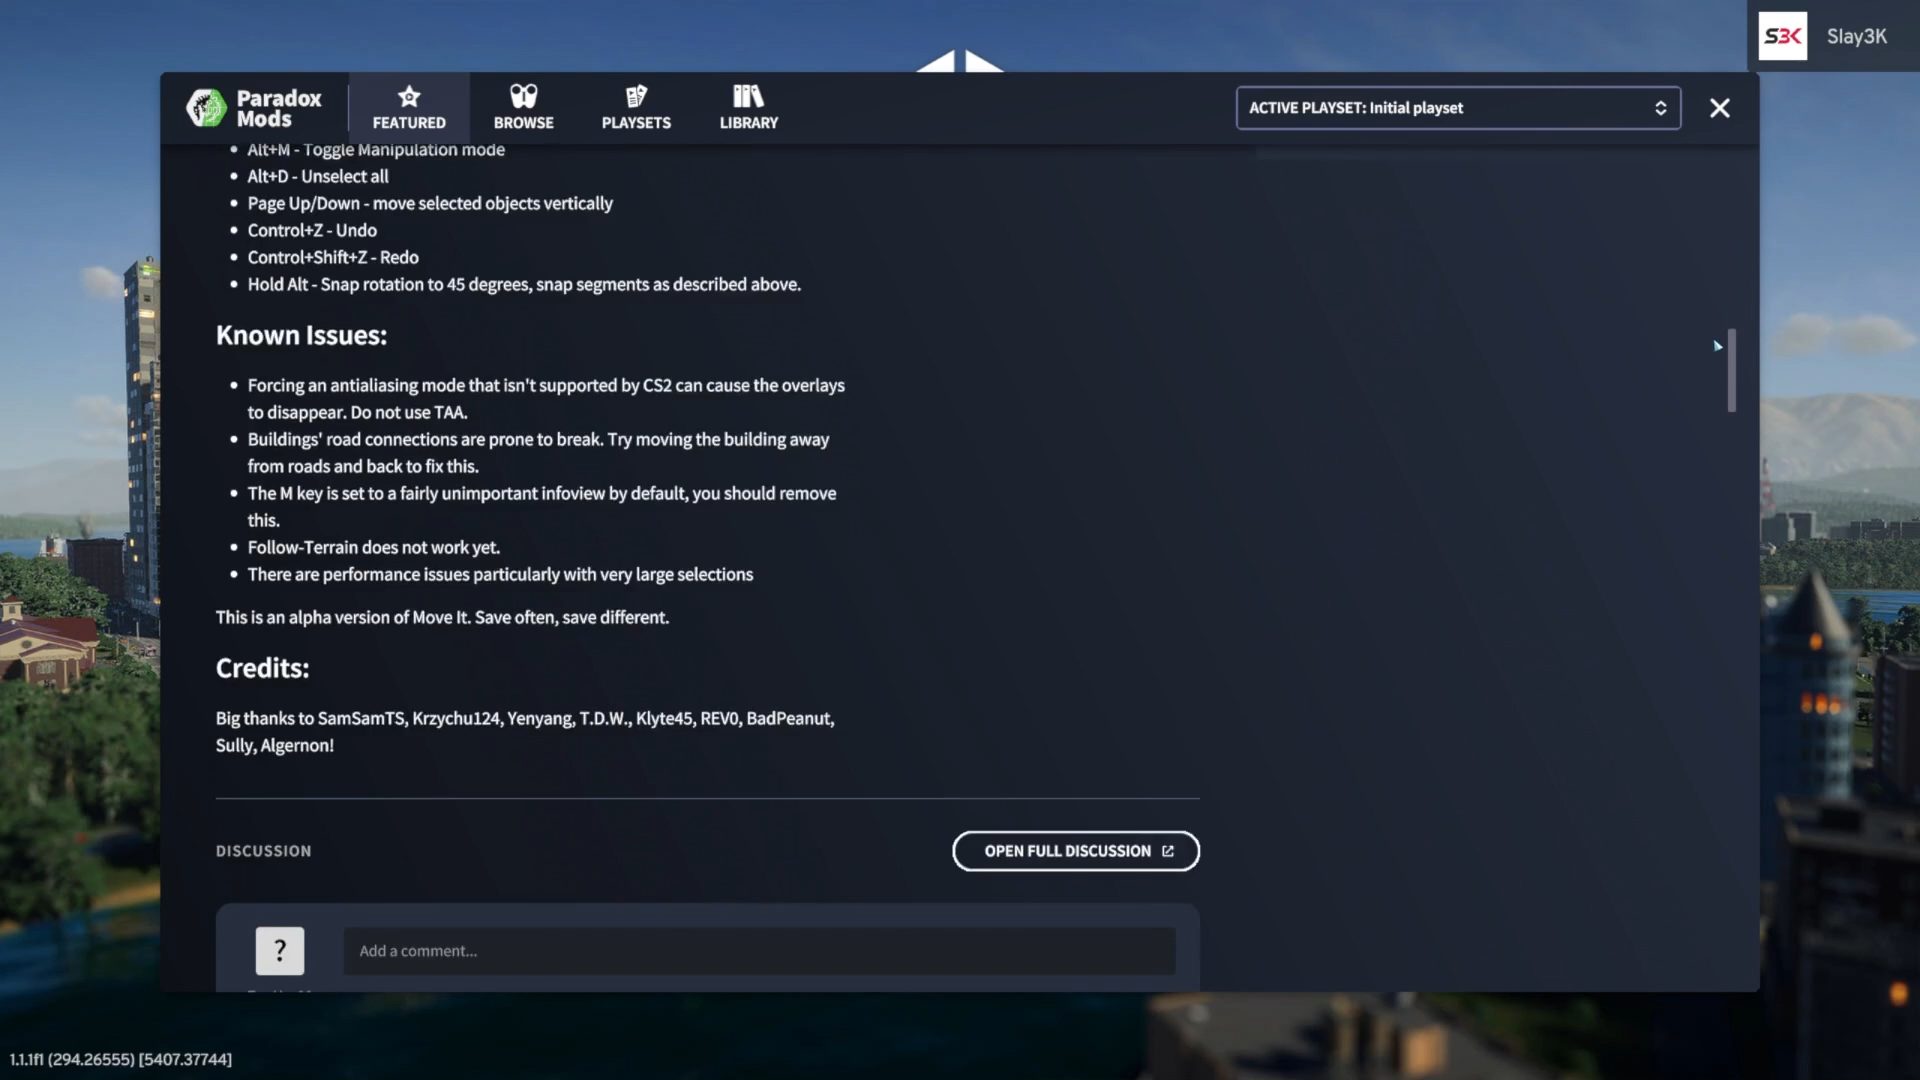 S3K Slay3K
Paradox
Mods
FEATURED
BROWSE
PLAYSETS
LIBRARY
ACTIVE PLAYSET: Initial playset
• Alt+M - Toggle Manipulation mode
• Alt+D - Unselect all
• Page Up/Down - move selected objects vertically
• Control+Z - Undo
• Control+Shift+Z - Redo
• Hold Alt - Snap rotation to 45 degrees, snap segments as described above.
Known Issues:
• Forcing an antialiasing mode that isn't supported by CS2 can cause the overlays
to disappear. Do not use TAA.
• Buildings' road connections are prone to break. Try moving the building away
from roads and back to fix this.
• The M key is set to a fairly unimportant infoview by default, you should remove
this.
• Follow-Terrain does not work yet.
• There are performance issues particularly with very large selections
This is an alpha version of Move It. Save often, save different.
Credits:
Big thanks to SamSamTS, Krzychu124, Yenyang, T.D.W., Klyte45, REV0, BadPeanut,
Sully, Algernon!
DISCUSSION
OPEN FULL DISCUSSION
?
Add a comment...
1.1.1f1 (294.26555) [5407.37744]